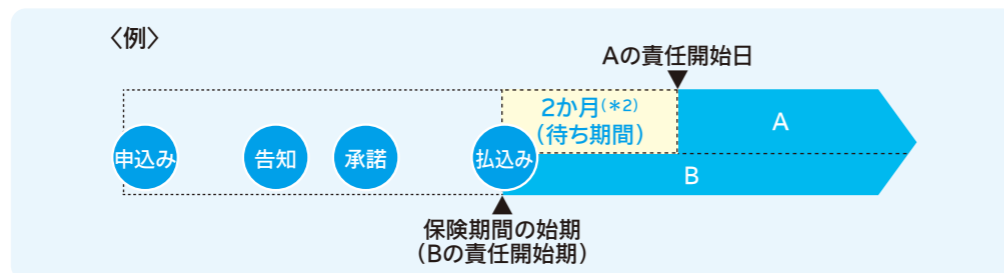 〈例〉
Aの責任開始日
2か月(*2)
(待ち期間)
A
申込み
告知
承諾
払込み
B
保険期間の始期
(Bの責任開始期)